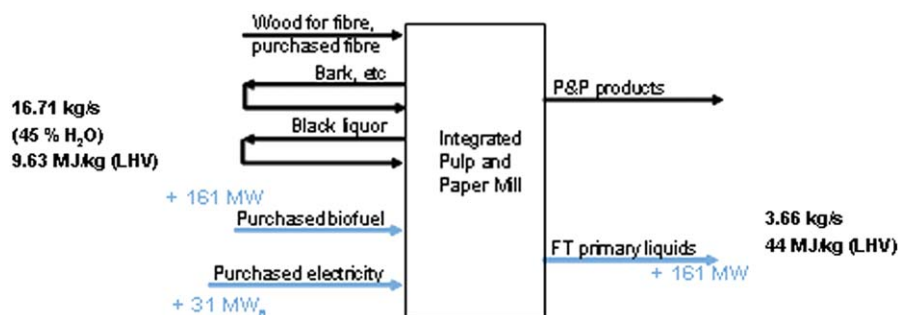 Wood for fibre,
purchased fibre
Bark, etc
P&P products
16.71 kg/s
(45 % H₂O)
9.63 MJ/kg (LHV)
Black liquor
Integrated
Pulp and
Paper Mill
+ 161 MW
Purchased biofuel
3.66 kg/s
44 MJ/kg (LHV)
FT primary liquids
+ 161 MW
Purchased electricity
+ 31 MWₑ